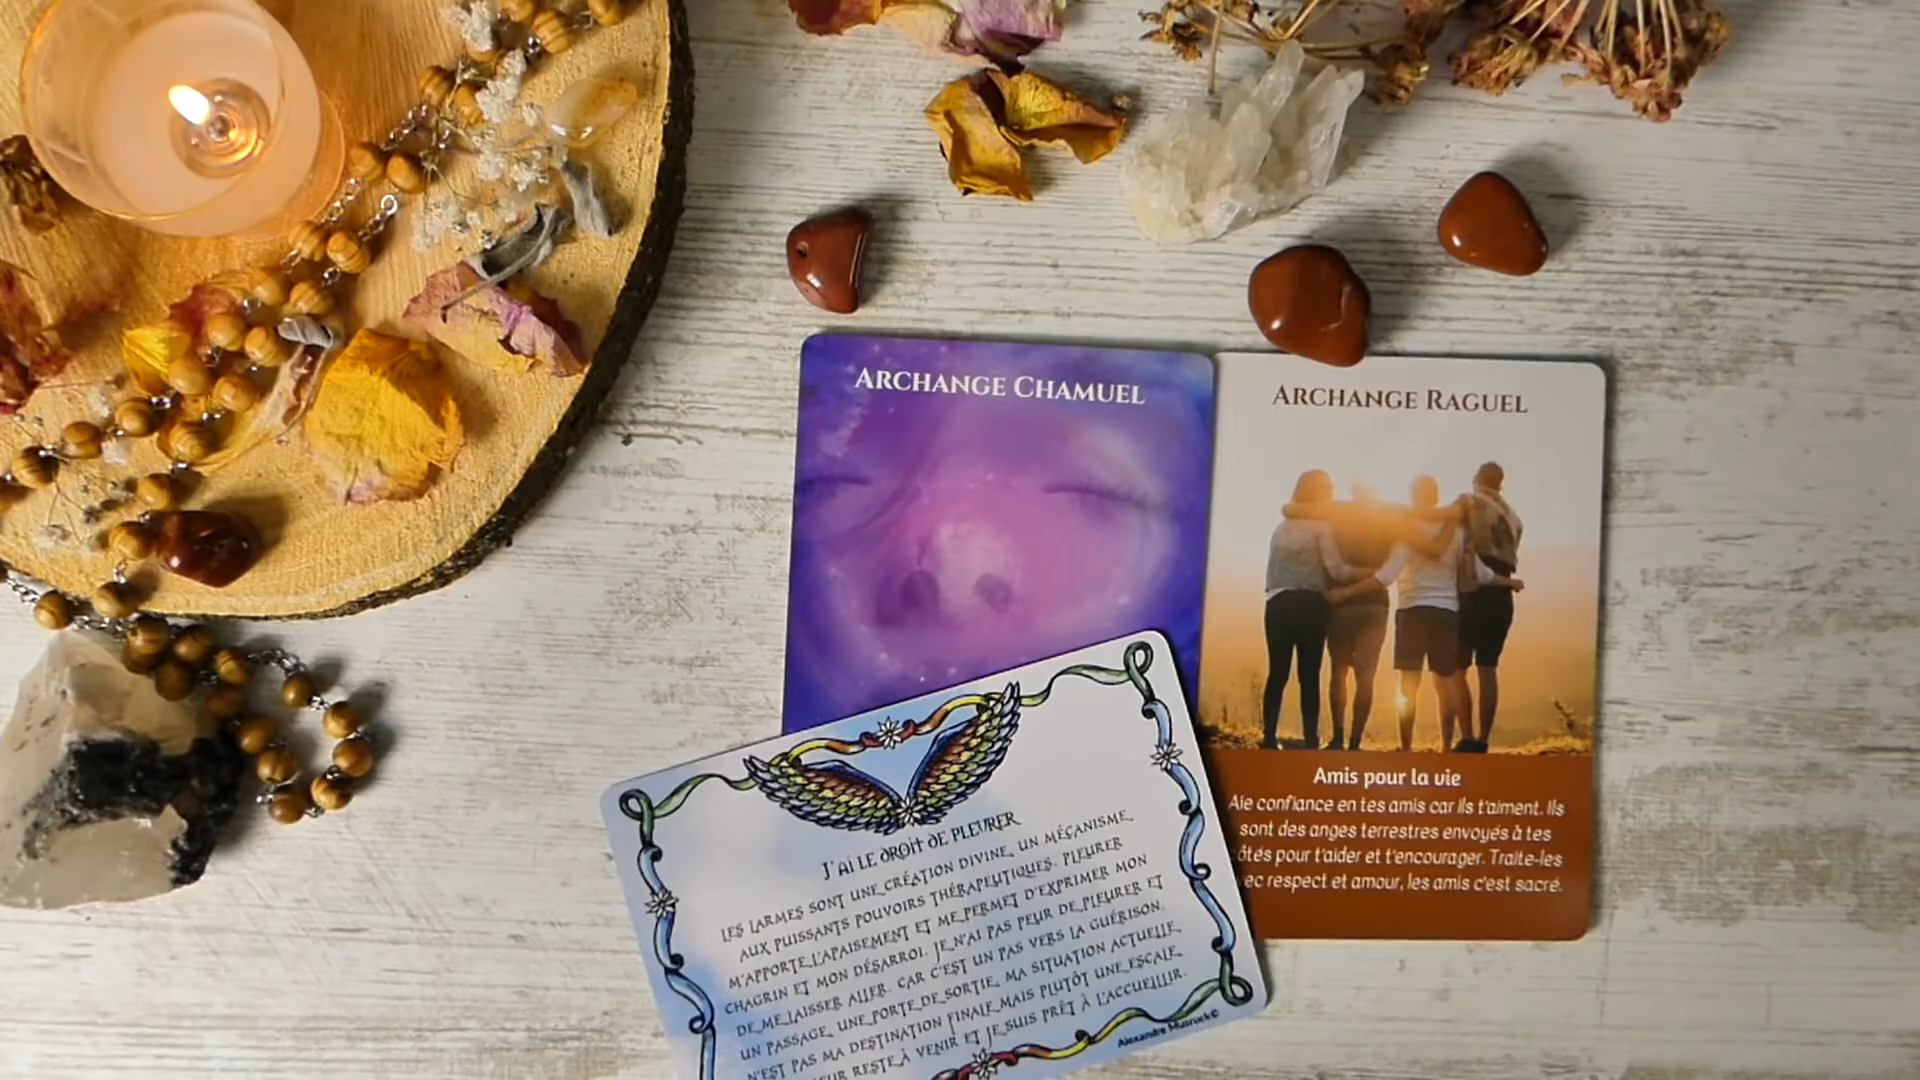 ARCHANGE CHAMUEL
ARCHANGE RAGUEL
Amis pour la vie
Aie confiance en tes amis car ils t'aiment. Ils
sont des anges terrestres envoyés à tes
ôtés pour t'aider et t'encourager. Traite-les
ec respect et amour, les amis c'est sacré.
J'AI LE DROIT DE PLEURER
LES LARMES SONT UNE CRÉATION DIVINE, UN MÉCANISME
AUX PUISSANTS POUVOIRS THÉRAPEUTIQUES. PLEURER
M'APPORTE L'APAISEMENT ET ME PERMET D'EXPRIMER MON
CHAGRIN ET MON DÉSARROI. JE N'AI PAS PEUR DE PLEURER ET
DE ME LAISSER ALLER. CAR C'EST UN PAS VERS LA GUÉRISON.
UN PASSAGE, UNE PORTE DE SORTIE. MA SITUATION ACTUELLE
N'EST PAS MA DESTINATION FINALE MAIS PLUTÔT UNE ESCALE.
RESTE À VENIR ET JE SUIS PRÊT À L'ACCUEILLIR.
Alexandre Musruck©